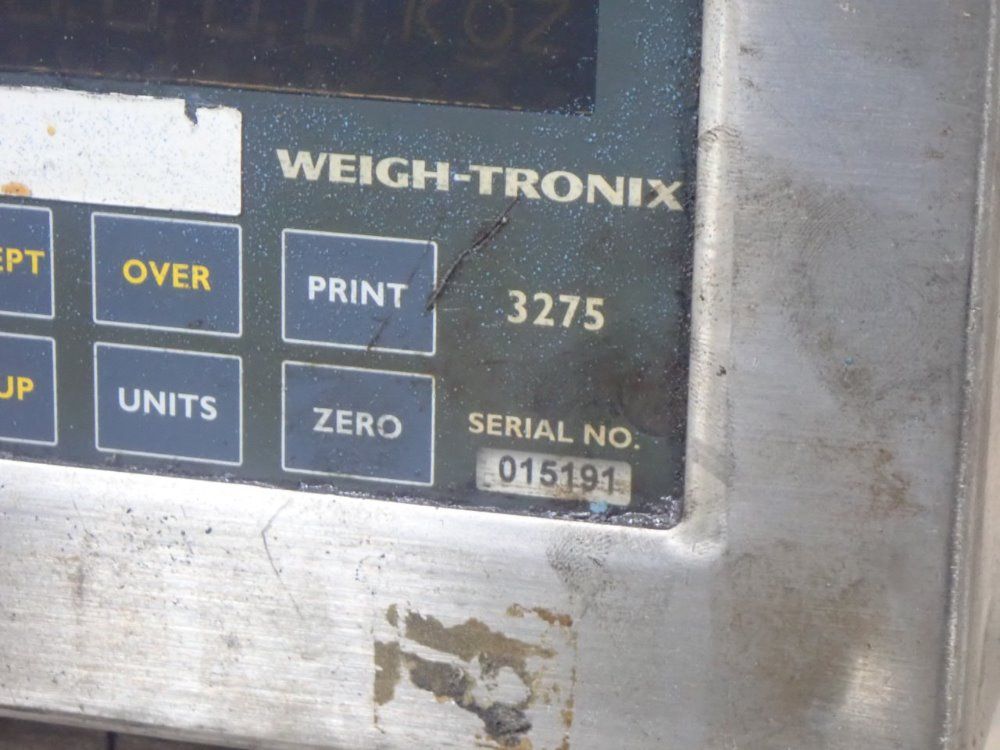 WEIGH-TRONIX
EPT OVER PRINT
3275
UP UNITS ZERO
SERIAL NO.
015191